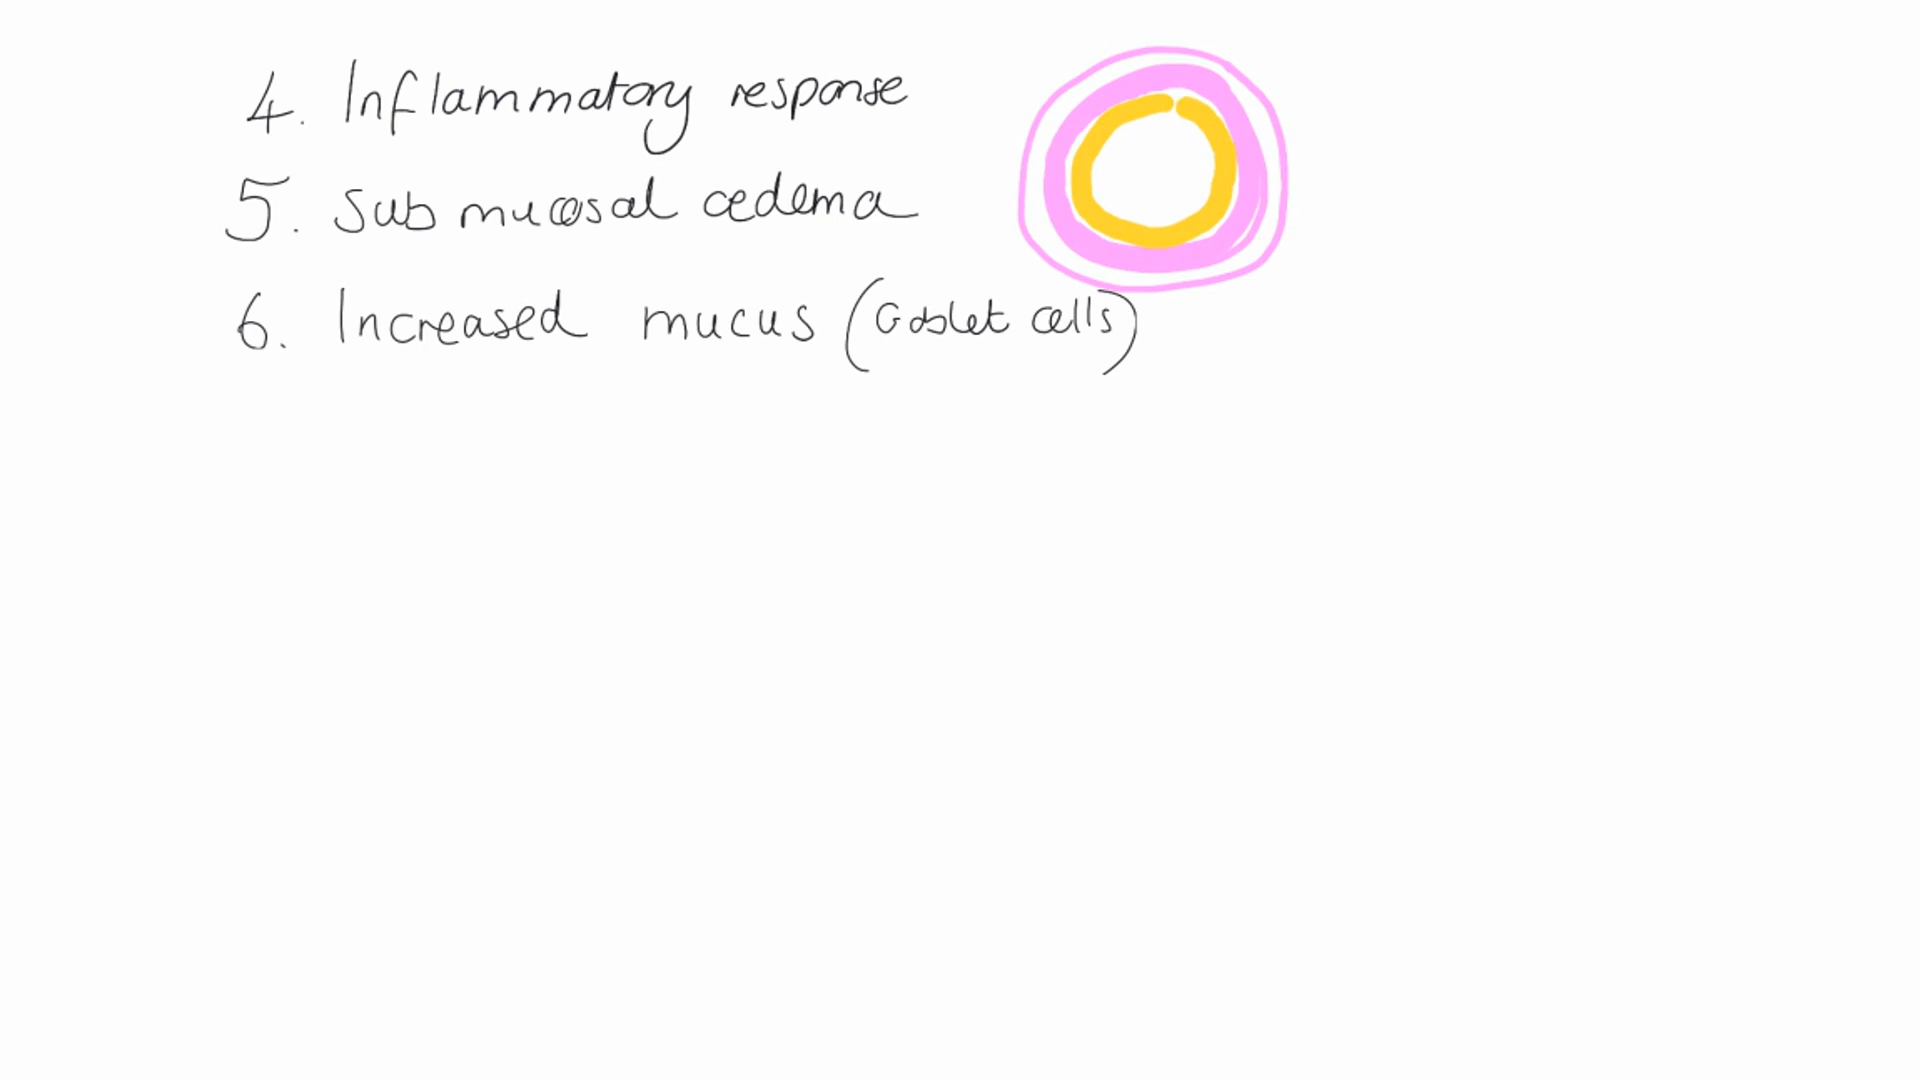 4. Inflammatory response
5. Sub mucosal oedema
6. Increased mucus (Goblet cells)